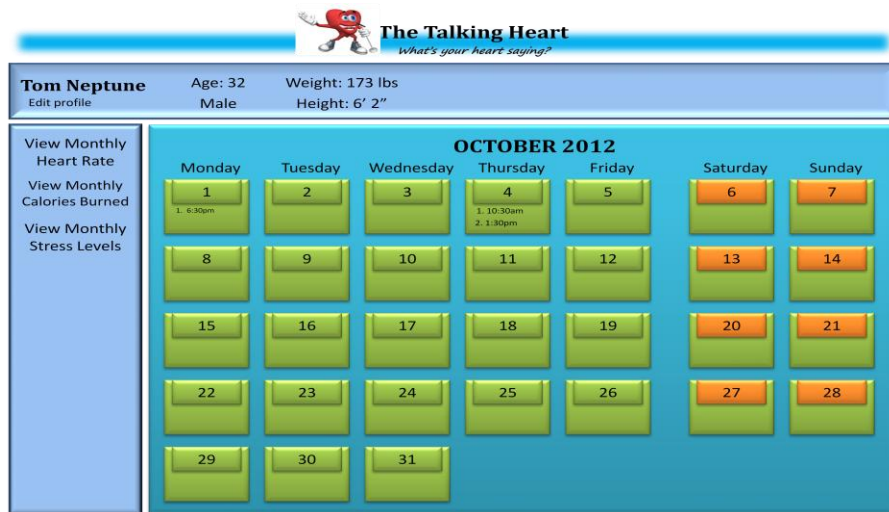 The Talking Heart
What's your heart saying?
Tom Neptune
Edit profile
Age: 32
Male
Weight: 173 lbs
Height: 6' 2"
View Monthly
Heart Rate
View Monthly
Calories Burned
View Monthly
Stress Levels
OCTOBER 2012
Monday Tuesday Wednesday Thursday Friday Saturday Sunday
1 2 3 4 5 6 7
1. 6:30pm 1. 10:30am
2. 1:30pm
8 9 10 11 12 13 14
15 16 17 18 19 20 21
22 23 24 25 26 27 28
29 30 31